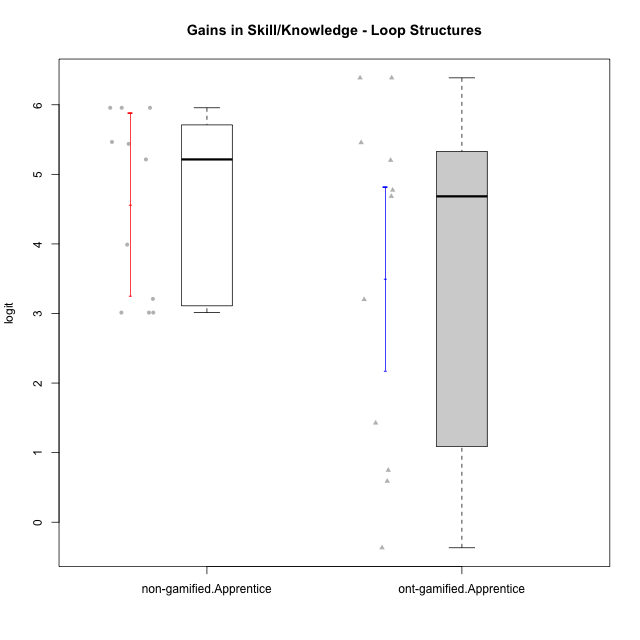 Gains in Skill/Knowledge - Loop Structures
logit
6
5
4
3
2
1
0
non-gamified.Apprentice
ont-gamified.Apprentice